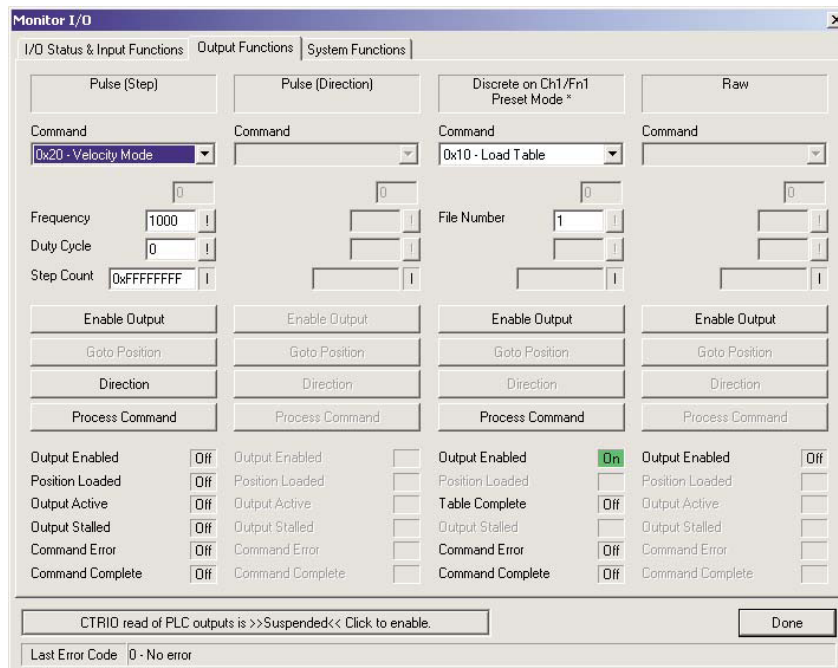 Monitor I/O
I/O Status & Input Functions Output Functions System Functions
Pulse (Step) Pulse (Direction) Discrete on Ch1/Fn1 Raw
Preset Mode *
Command Command Command Command
0x20 - Velocity Mode 0x10 - Load Table
0 0 0 0
Frequency 1000 ! ! File Number 1 ! !
Duty Cycle 0 ! ! ! !
Step Count 0xFFFFFFFF ! ! ! !
Enable Output Enable Output Enable Output Enable Output
Goto Position Goto Position Goto Position Goto Position
Direction Direction Direction Direction
Process Command Process Command Process Command Process Command
Output Enabled Off Output Enabled Output Enabled On Output Enabled Off
Position Loaded Off Position Loaded Position Loaded Position Loaded
Output Active Off Output Active Table Complete Off Output Active
Output Stalled Off Output Stalled Output Stalled Output Stalled
Command Error Off Command Error Command Error Off Command Error
Command Complete Off Command Complete Command Complete Off Command Complete
CTRIO read of PLC outputs is >>Suspended<< Click to enable. Done
Last Error Code 0 - No error